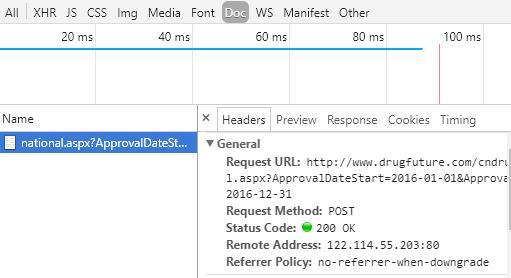 All XHR JS CSS Img Media Font Doc WS Manifest Other
20 ms 40 ms 60 ms 80 ms 100 ms
Name
national.aspx?ApprovalDateSt...
× Headers Preview Response Cookies Timing
▼ General
Request URL: http://www.drugfuture.com/cndru
l.aspx?ApprovalDateStart=2016-01-01&Approva
2016-12-31
Request Method: POST
Status Code: 200 OK
Remote Address: 122.114.55.203:80
Referrer Policy: no-referrer-when-downgrade